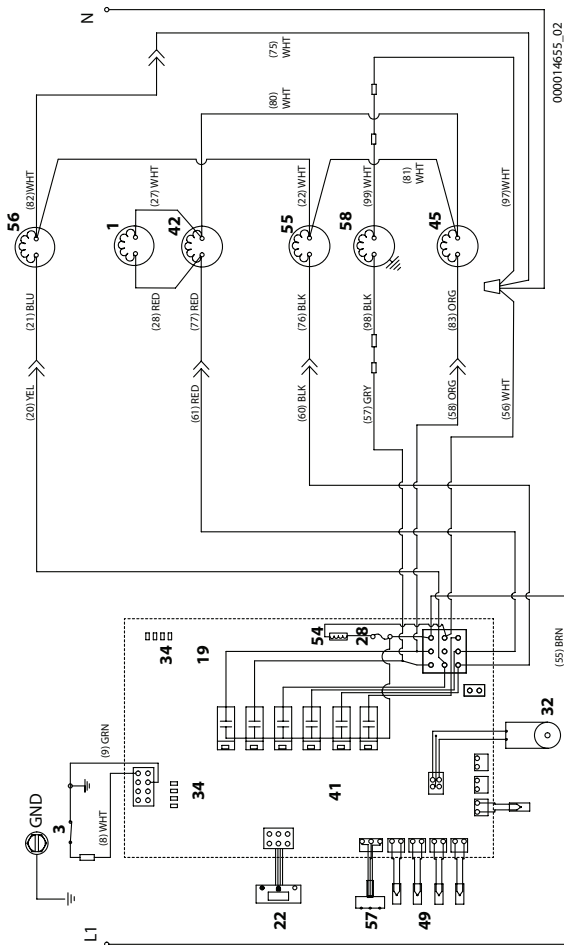 N
(75)
WHT
(80)
WHT
56
(82)WHT
(21) BLU
(20) YEL
1
(27) WHT
(28) RED
42
(77) RED
(61) RED
55
(22) WHT
(76) BLK
(60) BLK
58
(99) WHT
(98) BLK
(57) GRY
(81)
WHT
45
(83) ORG
(58) ORG
(97)WHT
(56) WHT
000014655_02
GND
3
(9) GRN
(8) WHT
34
19
54
28
34
41
22
57
49
32
(55) BRN
L1